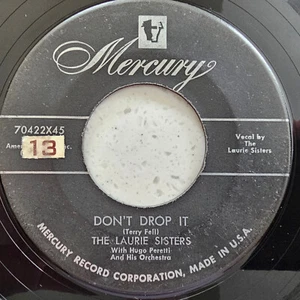 Mercury
70422X45
13
Vocal by
The
Laurie Sisters
DON'T DROP IT
(Terry Fell)
THE LAURIE SISTERS
With Hugo Peretti
And His Orchestra
MERCURY RECORD CORPORATION, MADE IN U.S.A.